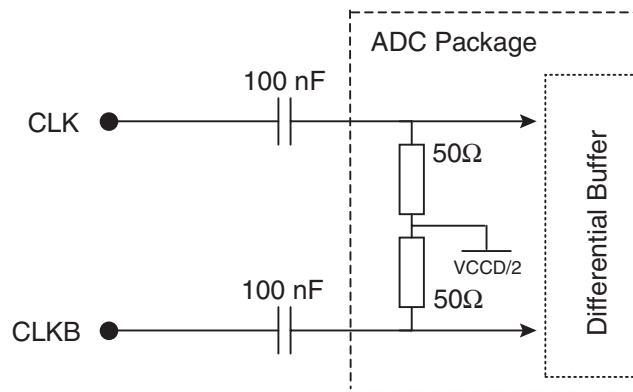 ADC Package
100 nF
CLK
50Ω
VCCD/2
Differential Buffer
100 nF
50Ω
CLKB